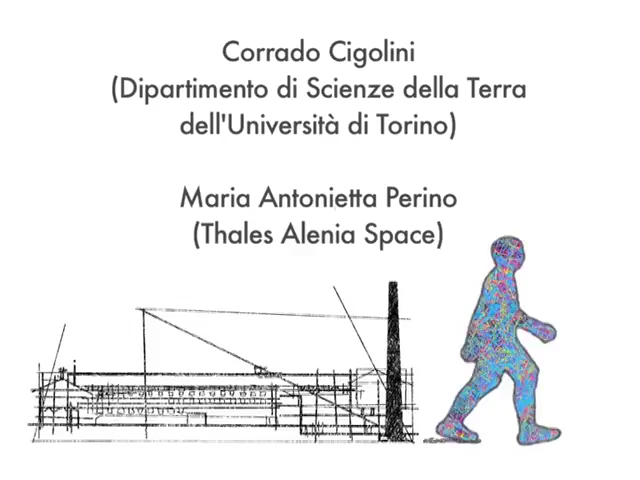 Corrado Cigolini
(Dipartimento di Scienze della Terra
dell'Università di Torino)
Maria Antonietta Perino
(Thales Alenia Space)